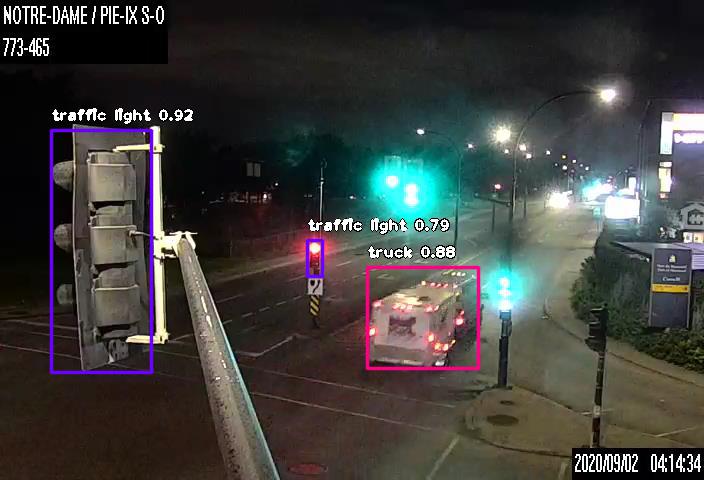 NOTRE-DAME / PIE-IX S-O
773-465
traffic light 0.92
traffic light 0.79
truck 0.88
2020/09/02 04:14:34